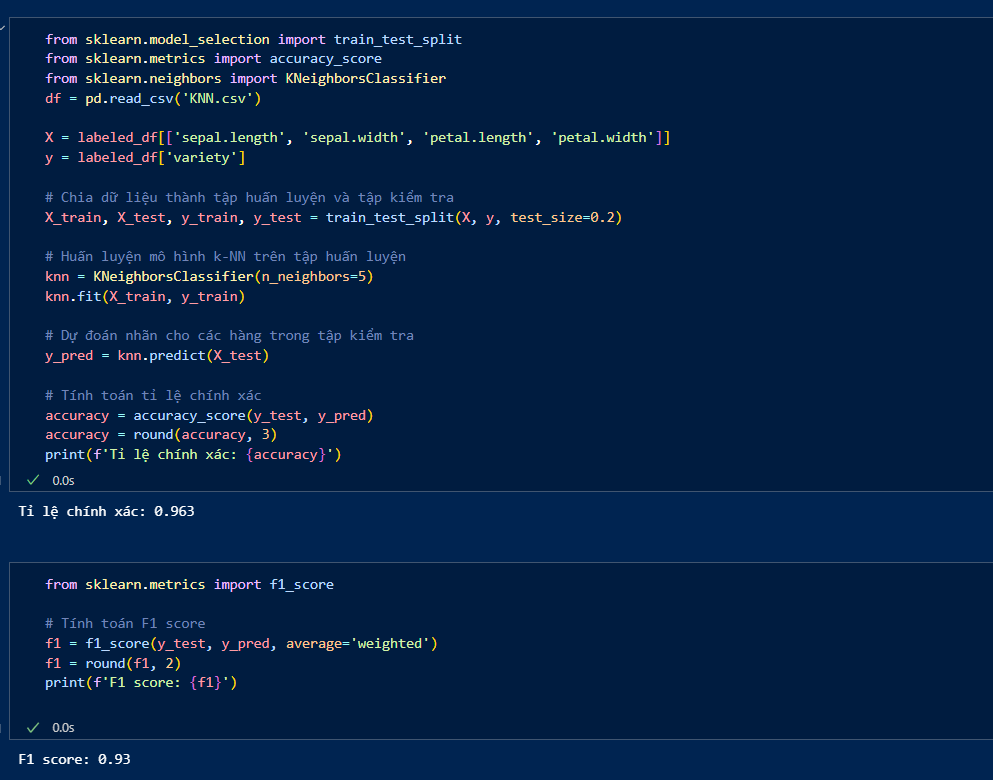 from sklearn.model_selection import train_test_split
from sklearn.metrics import accuracy_score
from sklearn.neighbors import KNeighborsClassifier
df = pd.read_csv('KNN.csv')
X = labeled_df[['sepal.length', 'sepal.width', 'petal.length', 'petal.width']]
y = labeled_df['variety']
# Chia dữ liệu thành tập huấn luyện và tập kiểm tra
X_train, X_test, y_train, y_test = train_test_split(X, y, test_size=0.2)
# Huấn luyện mô hình k-NN trên tập huấn luyện
knn = KNeighborsClassifier(n_neighbors=5)
knn.fit(X_train, y_train)
# Dự đoán nhãn cho các hàng trong tập kiểm tra
y_pred = knn.predict(X_test)
# Tính toán tỉ lệ chính xác
accuracy = accuracy_score(y_test, y_pred)
accuracy = round(accuracy, 3)
print(f'Tỉ lệ chính xác: {accuracy}')
0.0s
Tỉ lệ chính xác: 0.963
from sklearn.metrics import f1_score
# Tính toán F1 score
f1 = f1_score(y_test, y_pred, average='weighted')
f1 = round(f1, 2)
print(f'F1 score: {f1}')
0.0s
F1 score: 0.93